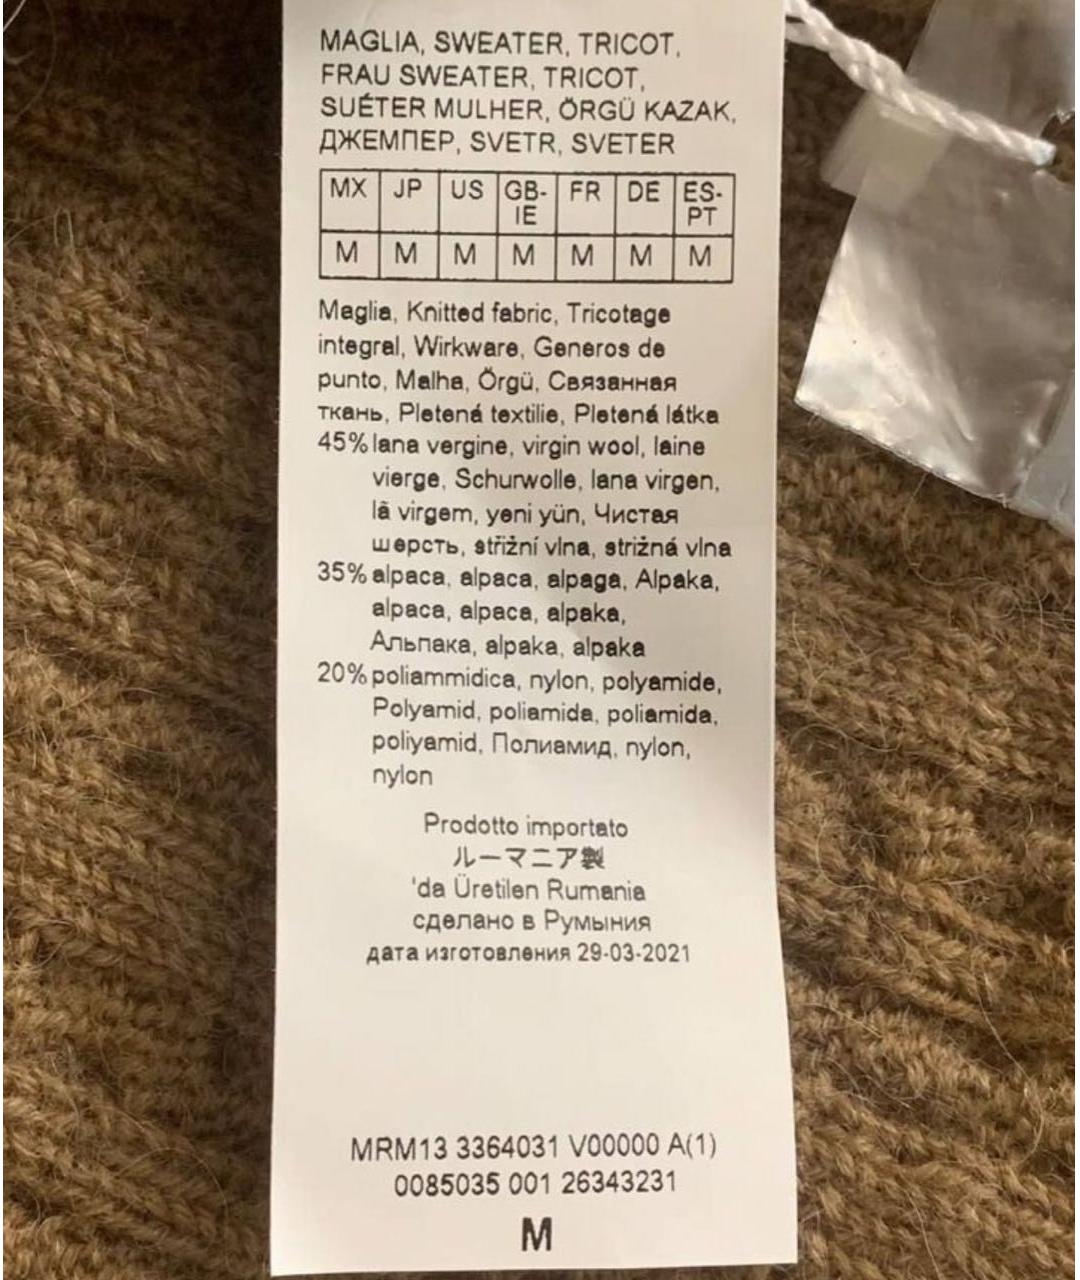 MAGLIA, SWEATER, TRICOT,
FRAU SWEATER, TRICOT,
SUÉTER MULHER, ÖRGÜ KAZAK,
ДЖЕМПЕР, SVETR, SVETER
MX JP US GB-IE FR DE ES-PT
M M M M M M M
Maglia, Knitted fabric, Tricotage
integral, Wirkware, Generos de
punto, Malha, Örgü, Связанная
ткань, Pletená textilie, Pletená látka
45% lana vergine, virgin wool, laine
vierge, Schurwolle, lana virgen,
lã virgem, yeni yün, Чистая
шерсть, střižní vlna, strižná vlna
35% alpaca, alpaca, alpaga, Alpaka,
alpaca, alpaca, alpaka,
Альпака, alpaka, alpaka
20% poliammidica, nylon, polyamide,
Polyamid, poliamida, poliamida,
poliyamid, Полиамид, nylon,
nylon
Prodotto importato
ルーマニア製
'da Üretilen Rumania
сделано в Румыния
дата изготовления 29-03-2021
MRM13 3364031 V00000 A(1)
0085035 001 26343231
M